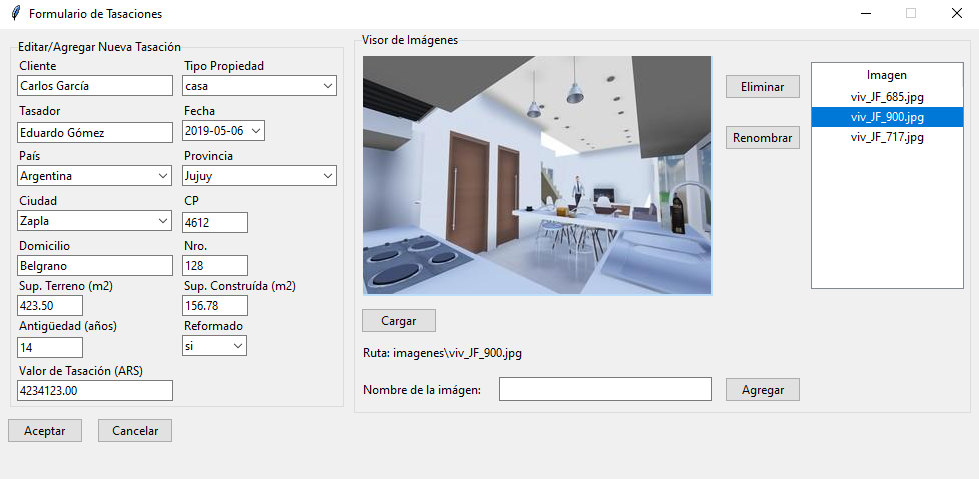 Formulario de Tasaciones
Editar/Agregar Nueva Tasación
Cliente
Tipo Propiedad
Carlos García
casa
Tasador
Fecha
Eduardo Gómez
2019-05-06
País
Provincia
Argentina
Jujuy
Ciudad
CP
Zapla
4612
Domicilio
Nro.
Belgrano
128
Sup. Terreno (m2)
Sup. Construída (m2)
423.50
156.78
Antigüedad (años)
Reformado
14
si
Valor de Tasación (ARS)
4234123.00
Aceptar
Cancelar
Visor de Imágenes
Eliminar
Renombrar
Imagen
viv_JF_685.jpg
viv_JF_900.jpg
viv_JF_717.jpg
Cargar
Ruta: imagenes\viv_JF_900.jpg
Nombre de la imágen:
Agregar